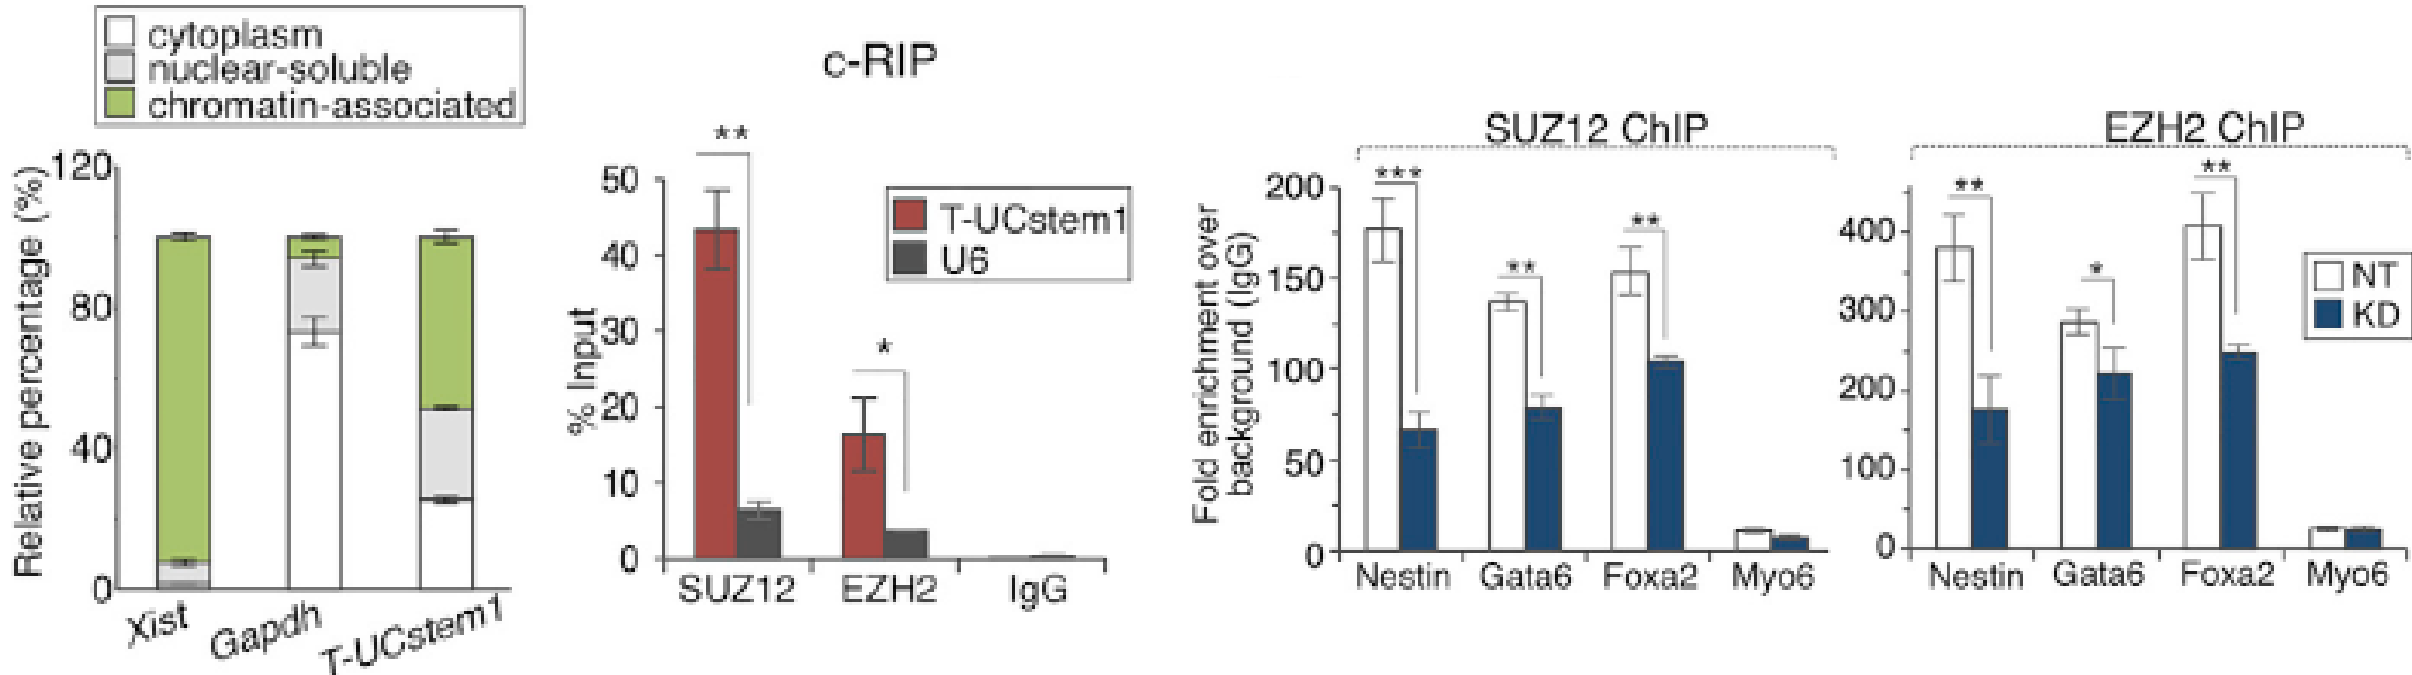 cytoplasm
nuclear-soluble
chromatin-associated
Relative percentage (%)
120
80
40
0
Xist
Gapdh
T-UCstem1
c-RIP
**
*
T-UCstem1
U6
% Input
50
40
30
20
10
0
SUZ12
EZH2
IgG
SUZ12 ChIP
***
**
**
Fold enrichment over
background (IgG)
200
150
100
50
0
Nestin
Gata6
Foxa2
Myo6
EZH2 ChIP
**
*
**
400
300
200
100
0
Nestin
Gata6
Foxa2
Myo6
NT
KD